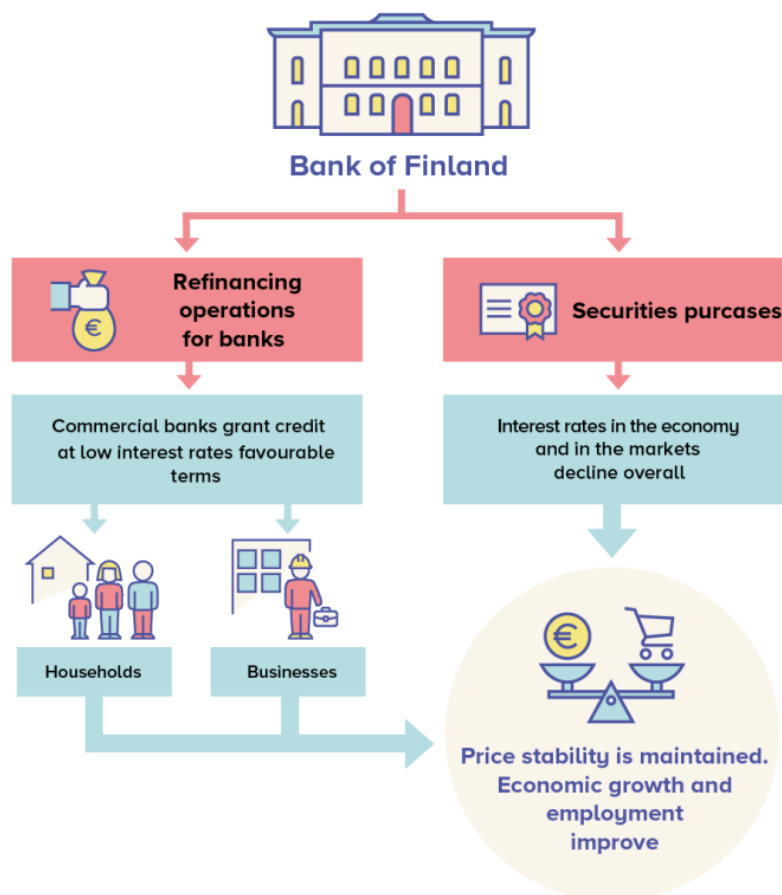 Bank of Finland
Refinancing
operations
for banks
Securities purcases
Commercial banks grant credit
at low interest rates favourable
terms
Interest rates in the economy
and in the markets
decline overall
Households
Businesses
€
€
Price stability is maintained.
Economic growth and
employment
improve